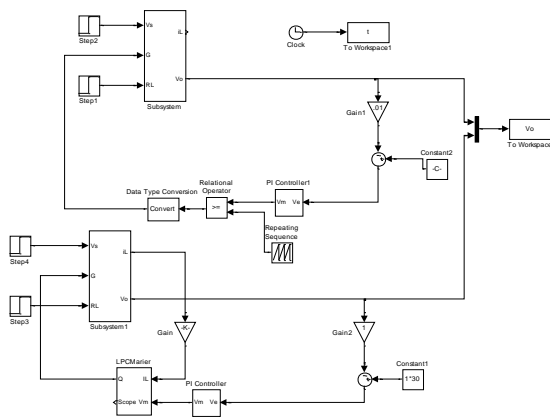 Vs
iL
Step2
G
Clock
t
To Workspace1
RL
Vo
Step1
Subsystem
.01
Gain1
Constant2
-C-
Vo
To Workspace
Data Type Conversion
Relational
Operator
PI Controller1
Convert
>=
Vm
Ve
Repeating
Sequence
Vs
iL
Step4
G
RL
Vo
Step3
Subsystem1
-K-
Gain
1
Gain2
LPCMarier
Q
IL
Scope
Vm
PI Controller
Vm
Ve
Constant1
1*30